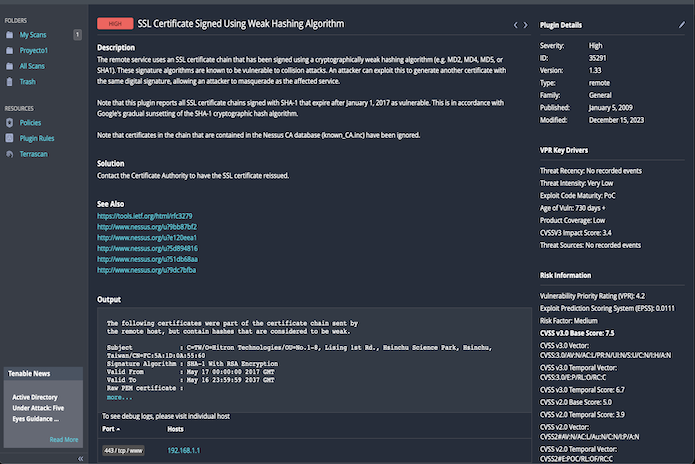 FOLDERS
My Scans
1
Proyecto1
All Scans
Trash
RESOURCES
Policies
Plugin Rules
Terrascan
Tenable News
Active Directory
Under Attack: Five
Eyes Guidance ...
Read More
HIGH
SSL Certificate Signed Using Weak Hashing Algorithm
Description
The remote service uses an SSL certificate chain that has been signed using a cryptographically weak hashing algorithm (e.g. MD2, MD4, MD5, or
SHA1). These signature algorithms are known to be vulnerable to collision attacks. An attacker can exploit this to generate another certificate with
the same digital signature, allowing an attacker to masquerade as the affected service.
Note that this plugin reports all SSL certificate chains signed with SHA-1 that expire after January 1, 2017 as vulnerable. This is in accordance with
Google's gradual sunsetting of the SHA-1 cryptographic hash algorithm.
Note that certificates in the chain that are contained in the Nessus CA database (known_CA.inc) have been ignored.
Solution
Contact the Certificate Authority to have the SSL certificate reissued.
See Also
https://tools.ietf.org/html/rfc3279
http://www.nessus.org/u?9bb87bf2
http://www.nessus.org/u?e120eea1
http://www.nessus.org/u?5d894816
http://www.nessus.org/u?51db68aa
http://www.nessus.org/u?9dc7bfba
Output
The following certificates were part of the certificate chain sent by
the remote host, but contain hashes that are considered to be weak.
Subject : C=TW/O=Hitron Technologies/OU=No.1-8, Lising 1st Rd., Hsinchu Science Park, Hsinchu,
Taiwan/CN=FC:5A:1D:0A:55:60
Signature Algorithm : SHA-1 With RSA Encryption
Valid From : May 17 00:00:00 2017 GMT
Valid To : May 16 23:59:59 2037 GMT
Raw PEM certificate :
more...
To see debug logs, please visit individual host
Port
Hosts
443 / tcp / www
192.168.1.1
Plugin Details
Severity: High
ID: 35291
Version: 1.33
Type: remote
Family: General
Published: January 5, 2009
Modified: December 15, 2023
VPR Key Drivers
Threat Recency: No recorded events
Threat Intensity: Very Low
Exploit Code Maturity: PoC
Age of Vuln: 730 days +
Product Coverage: Low
CVSSV3 Impact Score: 3.4
Threat Sources: No recorded events
Risk Information
Vulnerability Priority Rating (VPR): 4.2
Exploit Prediction Scoring System (EPSS): 0.0111
Risk Factor: Medium
CVSS v3.0 Base Score: 7.5
CVSS v3.0 Vector:
CVSS:3.0/AV:N/AC:L/PR:N/UI:N/S:U/C:N/I:H/A:N
CVSS v3.0 Temporal Vector:
CVSS:3.0/E:P/RL:O/RC:C
CVSS v3.0 Temporal Score: 6.7
CVSS v2.0 Base Score: 5.0
CVSS v2.0 Temporal Score: 3.9
CVSS v2.0 Vector:
CVSS2#AV:N/AC:L/Au:N/C:N/I:P/A:N
CVSS v2.0 Temporal Vector:
CVSS2#E:POC/RL:OF/RC:C